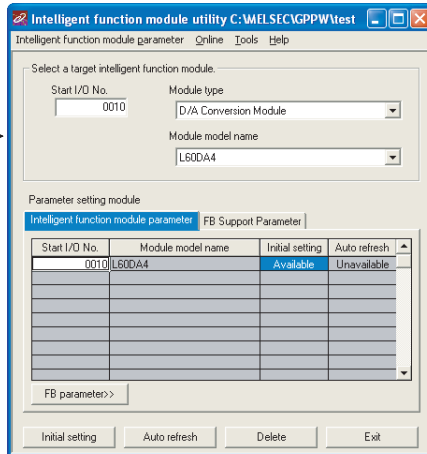 Intelligent function module utility C:\MELSEC\GPPW\test
Intelligent function module parameter Online Tools Help
Select a target intelligent function module.
Start I/O No. Module type
0010 D/A Conversion Module
Module model name
L60DA4
Parameter setting module
Intelligent function module parameter FB Support Parameter
Start I/O No. Module model name Initial setting Auto refresh
0010 L60DA4 Available Unavailable
FB parameter>>
Initial setting Auto refresh Delete Exit